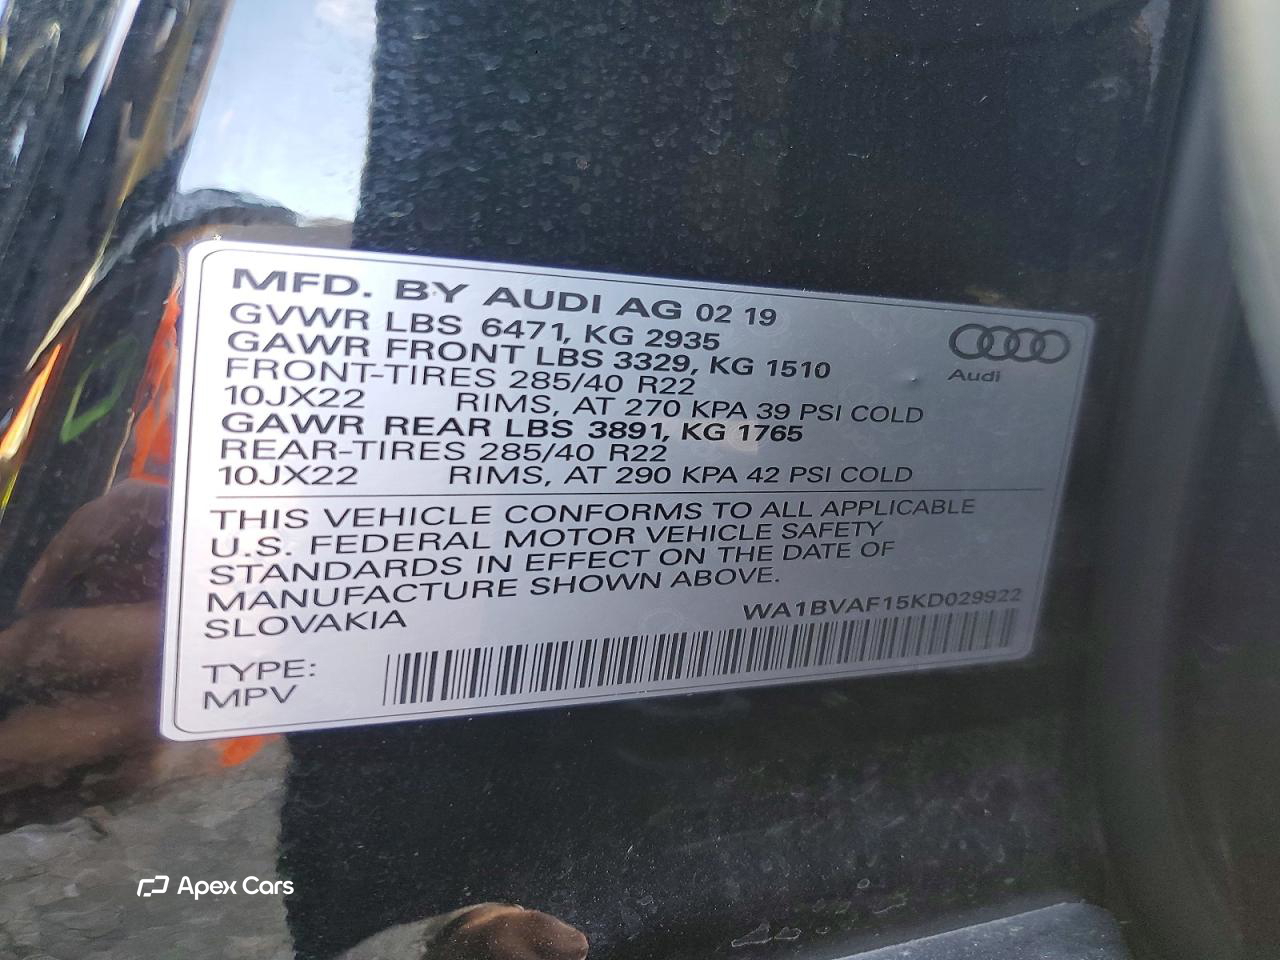 MFD. BY AUDI AG 02 19
GVWR LBS 6471, KG 2935
GAWR FRONT LBS 3329, KG 1510
FRONT-TIRES 285/40 R22
10JX22 RIMS, AT 270 KPA 39 PSI COLD
GAWR REAR LBS 3891, KG 1765
REAR-TIRES 285/40 R22
10JX22 RIMS, AT 290 KPA 42 PSI COLD
Audi
THIS VEHICLE CONFORMS TO ALL APPLICABLE
U.S. FEDERAL MOTOR VEHICLE SAFETY
STANDARDS IN EFFECT ON THE DATE OF
MANUFACTURE SHOWN ABOVE.
SLOVAKIA
WA1BVAF15KD029922
TYPE:
MPV
Apex Cars